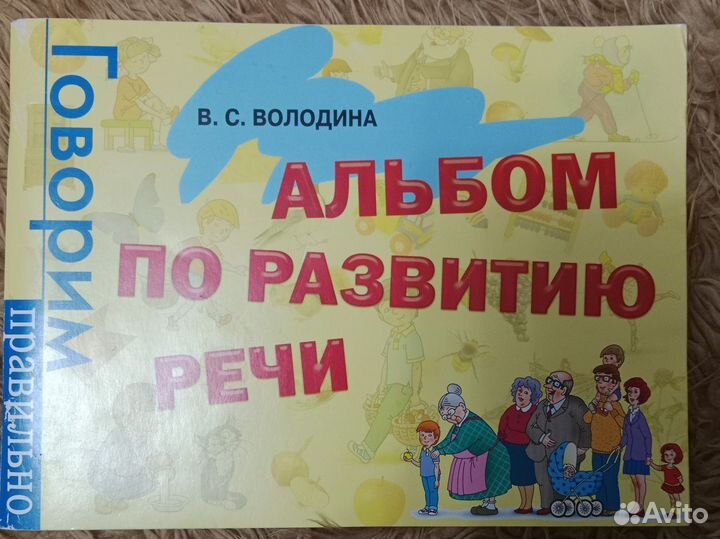 Говорим
правильно
В. С. ВОЛОДИНА
АЛЬБОМ
ПО РАЗВИТИЮ
РЕЧИ
Avito